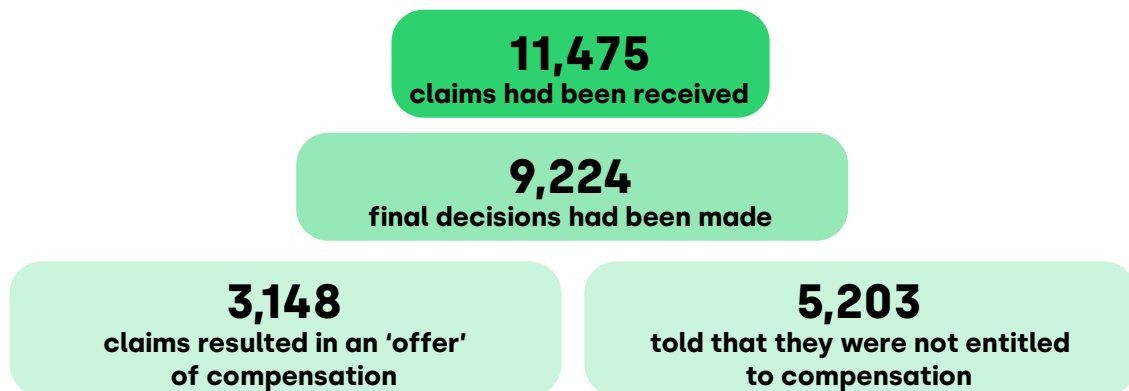 11,475
claims had been received
9,224
final decisions had been made
3,148
claims resulted in an ‘offer’
of compensation
5,203
told that they were not entitled
to compensation